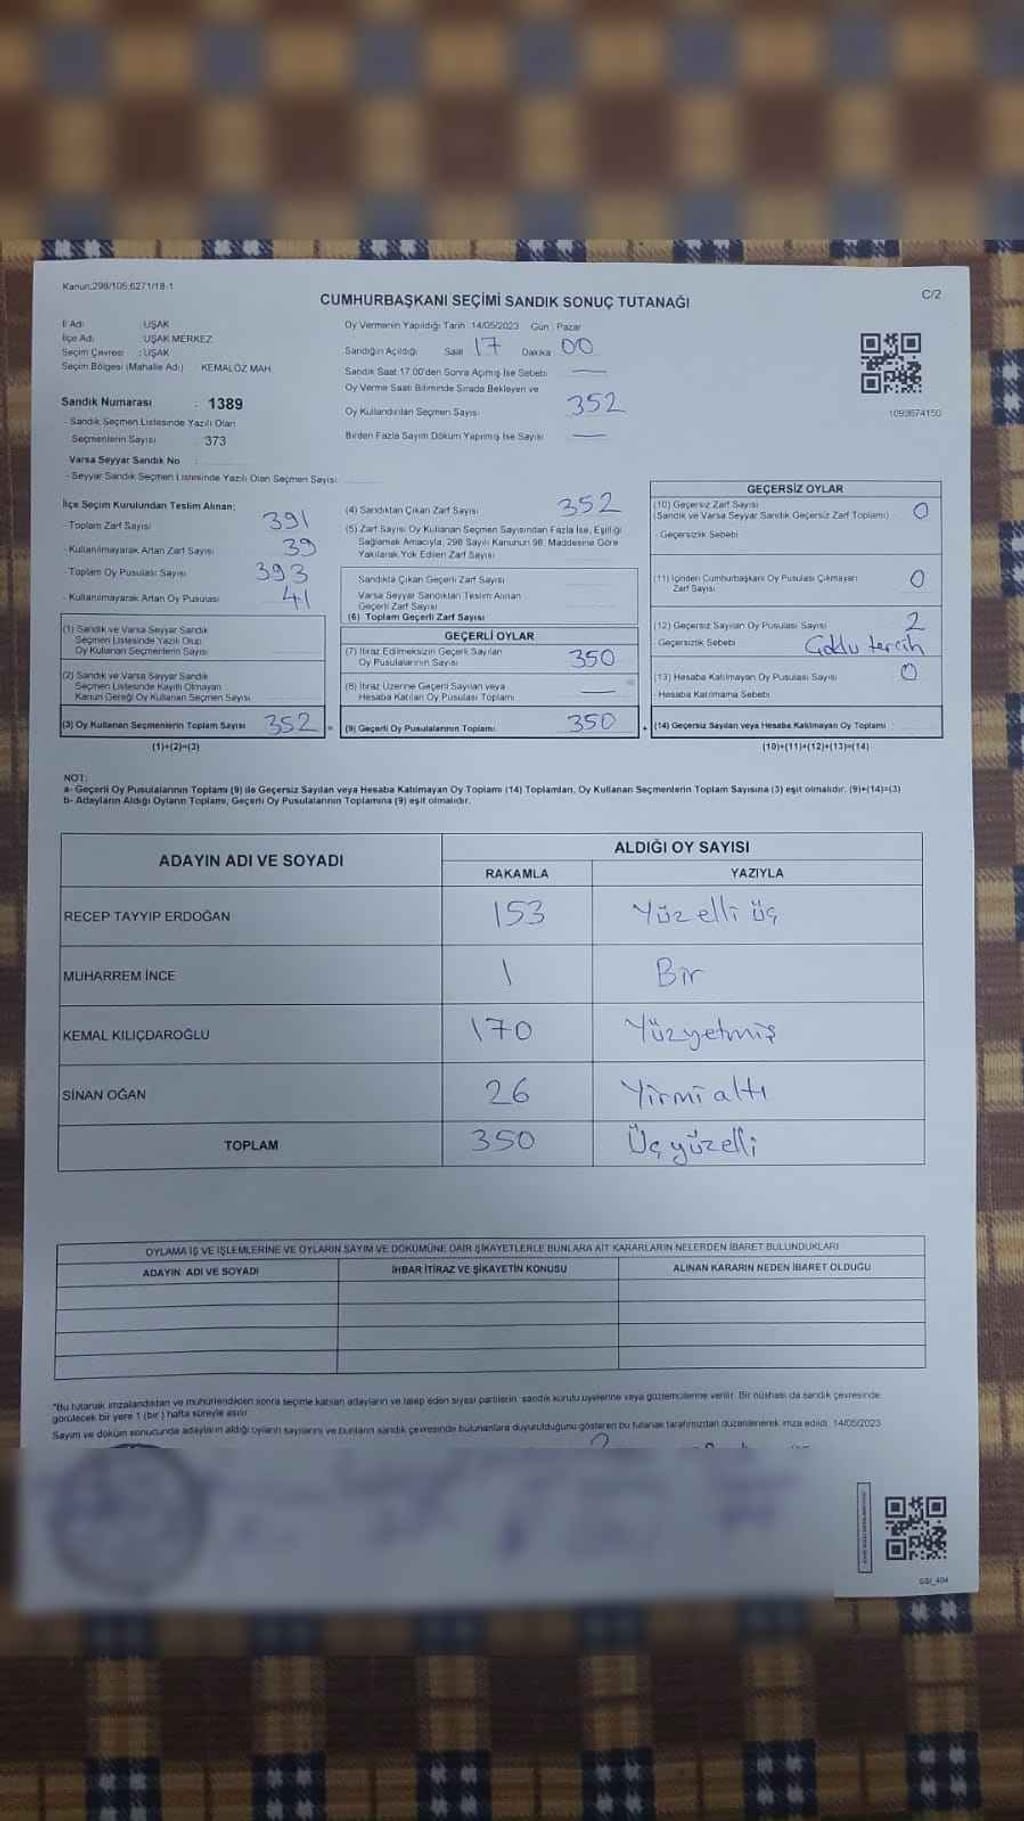 Kanun:298/105,6271/18-1
CUMHURBAŞKANI SEÇİMİ SANDIK SONUÇ TUTANAĞI
C/2
İl Adı : UŞAK
İlçe Adı : UŞAK MERKEZ
Seçim Çevresi : UŞAK
Seçim Bölgesi (Mahalle Adı) KEMALÖZ MAH.
Sandık Numarası : 1389
- Sandık Seçmen Listesinde Yazılı Olan
Seçmenlerin Sayısı : 373
Varsa Seyyar Sandık No :
- Seyyar Sandık Seçmen Listesinde Yazılı Olan Seçmen Sayısı:
Oy Vermenin Yapıldığı Tarih :14/05/2023 Gün : Pazar
Sandığın Açıldığı Saat 17 Dakika 00
Sandık Saat 17.00'den Sonra Açılmış İse Sebebi —
Oy Verme Saati Bitiminde Sırada Bekleyen ve
Oy Kullandırılan Seçmen Sayısı 352
Birden Fazla Sayım Döküm Yapılmış İse Sayısı —
1093674150
İlçe Seçim Kurulundan Teslim Alınan;
-Toplam Zarf Sayısı 391
- Kullanılmayarak Artan Zarf Sayısı 39
-Toplam Oy Pusulası Sayısı 393
- Kullanılmayarak Artan Oy Pusulası 41
(1) Sandık ve Varsa Seyyar Sandık
Seçmen Listesinde Yazılı Olup
Oy Kullanan Seçmenlerin Sayısı
(2) Sandık ve Varsa Seyyar Sandık
Seçmen Listesinde Kayıtlı Olmayan
Kanun Gereği Oy Kullanan Seçmen Sayısı
(3) Oy Kullanan Seçmenlerin Toplam Sayısı 352 =
(1)+(2)=(3)
(4) Sandıktan Çıkan Zarf Sayısı 352
(5) Zarf Sayısı Oy Kullanan Seçmen Sayısından Fazla İse, Eşitliği
Sağlamak Amacıyla, 298 Sayılı Kanunun 98. Maddesine Göre
Yakılarak Yok Edilen Zarf Sayısı
Sandıkta Çıkan Geçerli Zarf Sayısı
Varsa Seyyar Sandıktan Teslim Alınan
Geçerli Zarf Sayısı
(6) Toplam Geçerli Zarf Sayısı
GEÇERLİ OYLAR
(7) İtiraz Edilmeksizin Geçerli Sayılan
Oy Pusulalarının Sayısı 350
(8) İtiraz Üzerine Geçerli Sayılan veya
Hesaba Katılan Oy Pusulası Toplamı —
(9) Geçerli Oy Pusulalarının Toplamı 350 +
GEÇERSİZ OYLAR
(10) Geçersiz Zarf Sayısı
(Sandık ve Varsa Seyyar Sandık Geçersiz Zarf Toplamı) 0
Geçersizlik Sebebi
(11) İçinden Cumhurbaşkanı Oy Pusulası Çıkmayan
Zarf Sayısı 0
(12) Geçersiz Sayılan Oy Pusulası Sayısı 2
Geçersizlik Sebebi Çoklu tercih
(13) Hesaba Katılmayan Oy Pusulası Sayısı 0
Hesaba Katılmama Sebebi
(14) Geçersiz Sayılan veya Hesaba Katılmayan Oy Toplamı
(10)+(11)+(12)+(13)=(14)
NOT:
a- Geçerli Oy Pusulalarının Toplamı (9) ile Geçersiz Sayılan veya Hesaba Katılmayan Oy Toplamı (14) Toplamları, Oy Kullanan Seçmenlerin Toplam Sayısına (3) eşit olmalıdır. (9)+(14)=(3)
b- Adayların Aldığı Oyların Toplamı, Geçerli Oy Pusulalarının Toplamına (9) eşit olmalıdır.
ADAYIN ADI VE SOYADI
ALDIĞI OY SAYISI
RAKAMLA YAZIYLA
RECEP TAYYİP ERDOĞAN 153 Yüz elli üç
MUHARREM İNCE 1 Bir
KEMAL KILIÇDAROĞLU 170 Yüzyetmiş
SİNAN OĞAN 26 Yirmi altı
TOPLAM 350 Üç yüzelli
OYLAMA İŞ VE İŞLEMLERİNE VE OYLARIN SAYIM VE DÖKÜMÜNE DAİR ŞİKAYETLERLE BUNLARA AİT KARARLARIN NELERDEN İBARET BULUNDUKLARI
ADAYIN ADI VE SOYADI İHBAR İTİRAZ VE ŞİKAYETİN KONUSU ALINAN KARARIN NEDEN İBARET OLDUĞU
*Bu tutanak imzalandıktan ve mühürlendikten sonra seçime katılan adayların ve talep eden siyasi partilerin sandık kurulu üyelerine veya gözlemcilerine verilir. Bir nüshası da sandık çevresinde
görülecek bir yere 1 (bir) hafta süreyle asılır.
Sayım ve döküm sonucunda adayların aldığı oyların sayılarını ve bunların sandık çevresinde bulunanlara duyurulduğunu gösteren bu tutanak tarafımızdan düzenlenerek imza edildi. 14/05/2023